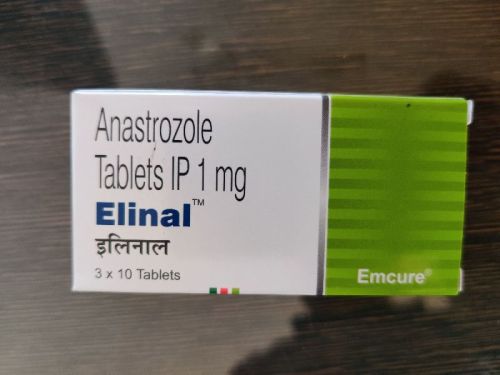 Anastrozole
Tablets IP 1 mg
Elinal™
इलिनाल
3 x 10 Tablets
Emcure®